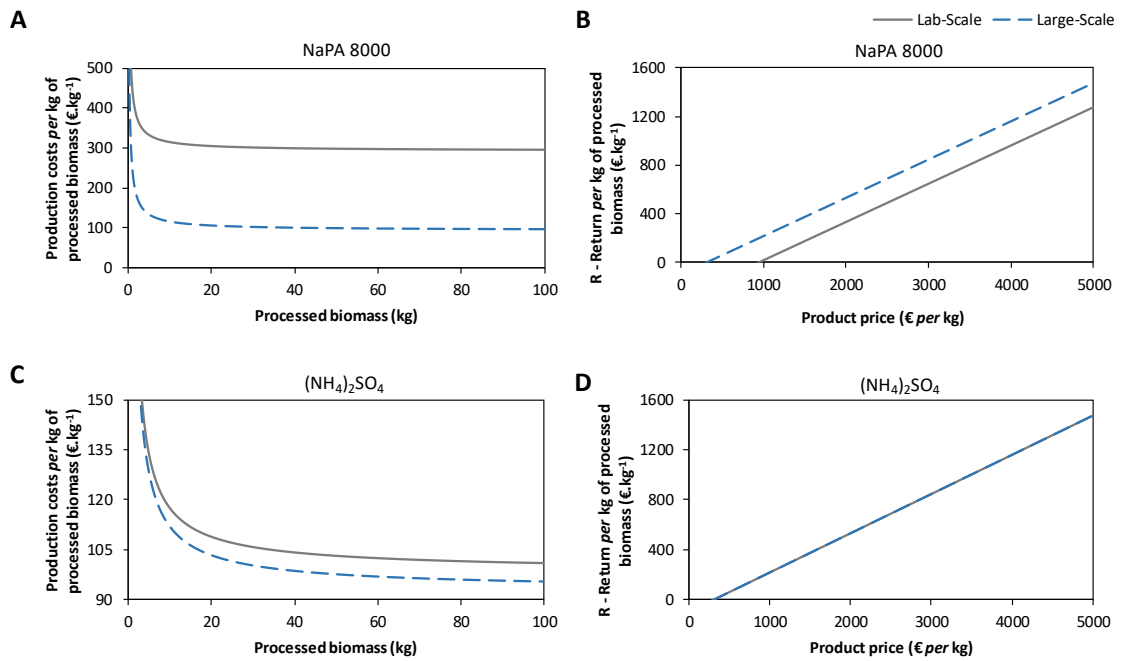 A
B
Lab-Scale
Large-Scale
NaPA 8000
NaPA 8000
Production costs per kg of
processed biomass (€.kg-1)
500
400
300
200
100
0
0
20
40
60
80
100
Processed biomass (kg)
R - Return per kg of processed
biomass (€.kg-1)
1600
1200
800
400
0
0
1000
2000
3000
4000
5000
Product price (€ per kg)
C
D
(NH4)2SO4
(NH4)2SO4
Production costs per kg of
processed biomass (€.kg-1)
150
135
120
105
90
0
20
40
60
80
100
Processed biomass (kg)
R - Return per kg of processed
biomass (€.kg-1)
1600
1200
800
400
0
0
1000
2000
3000
4000
5000
Product price (€ per kg)